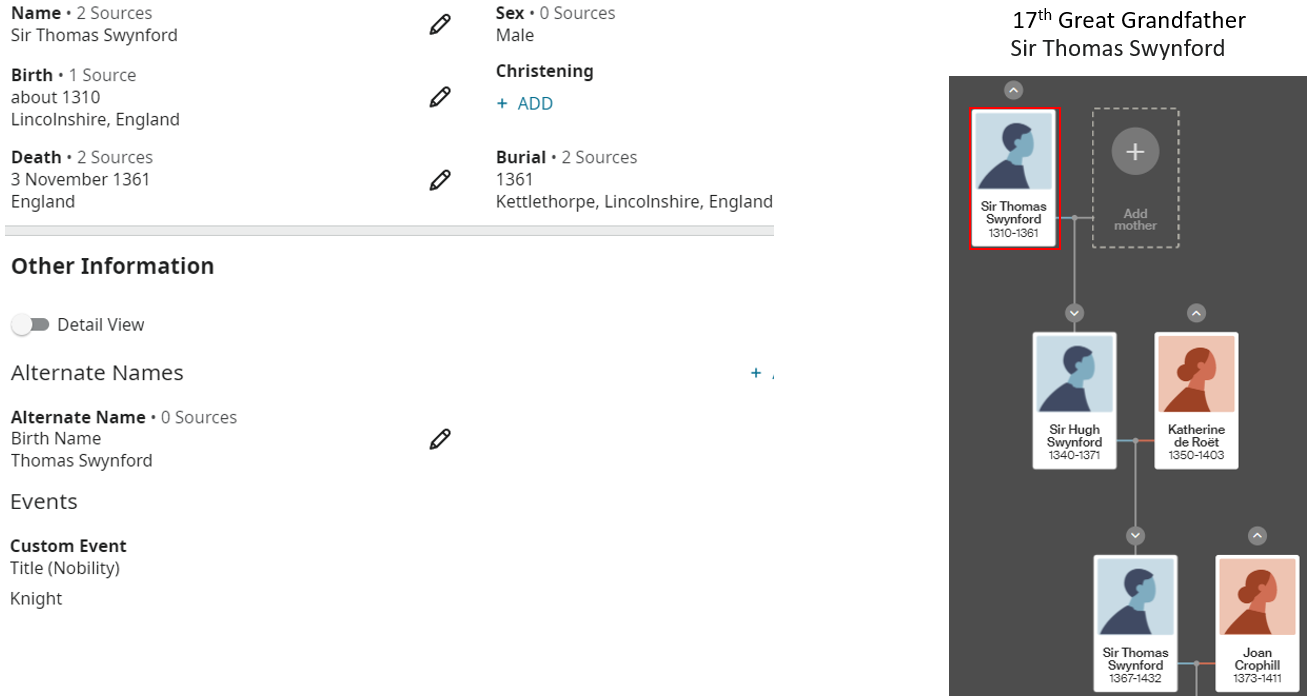 Name • 2 Sources
Sir Thomas Swynford
Sex • 0 Sources
Male
Birth • 1 Source
about 1310
Lincolnshire, England
Christening
+ ADD
Death • 2 Sources
3 November 1361
England
Burial • 2 Sources
1361
Kettlethorpe, Lincolnshire, England
Other Information
Detail View
Alternate Names
+
Alternate Name • 0 Sources
Birth Name
Thomas Swynford
Events
Custom Event
Title (Nobility)
Knight
17th Great Grandfather
Sir Thomas Swynford
Sir Thomas
Swynford
1310-1361
Add
mother
Sir Hugh
Swynford
1340-1371
Katherine
de Roët
1350-1403
Sir Thomas
Swynford
1367-1432
Joan
Crophill
1373-1411